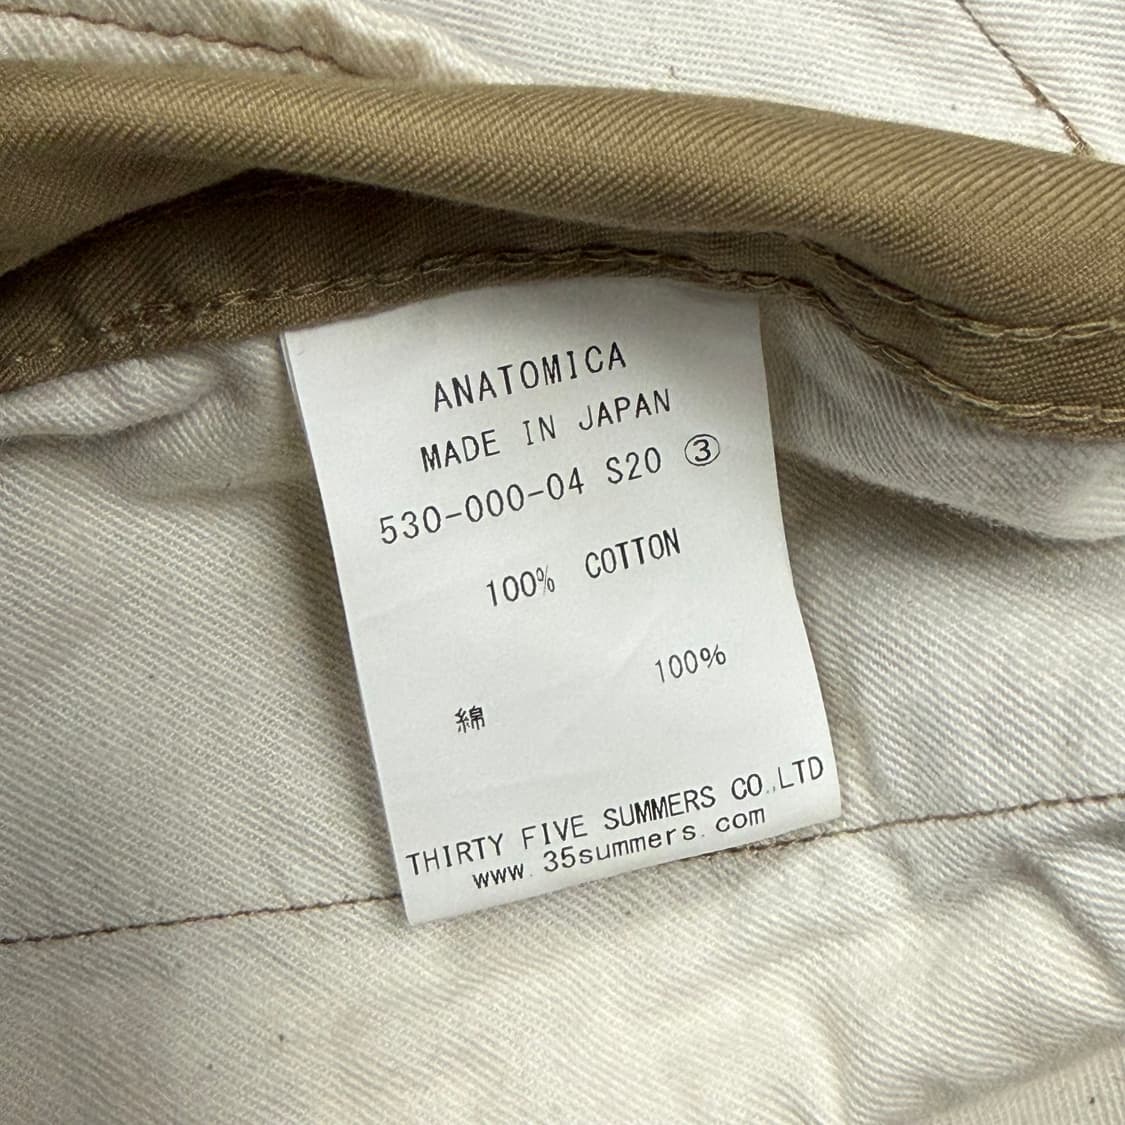 ANATOMICA
MADE IN JAPAN
530-000-04 S20 ③
100% COTTON
100%
綿
THIRTY FIVE SUMMERS CO.,LTD
www.35summers.com